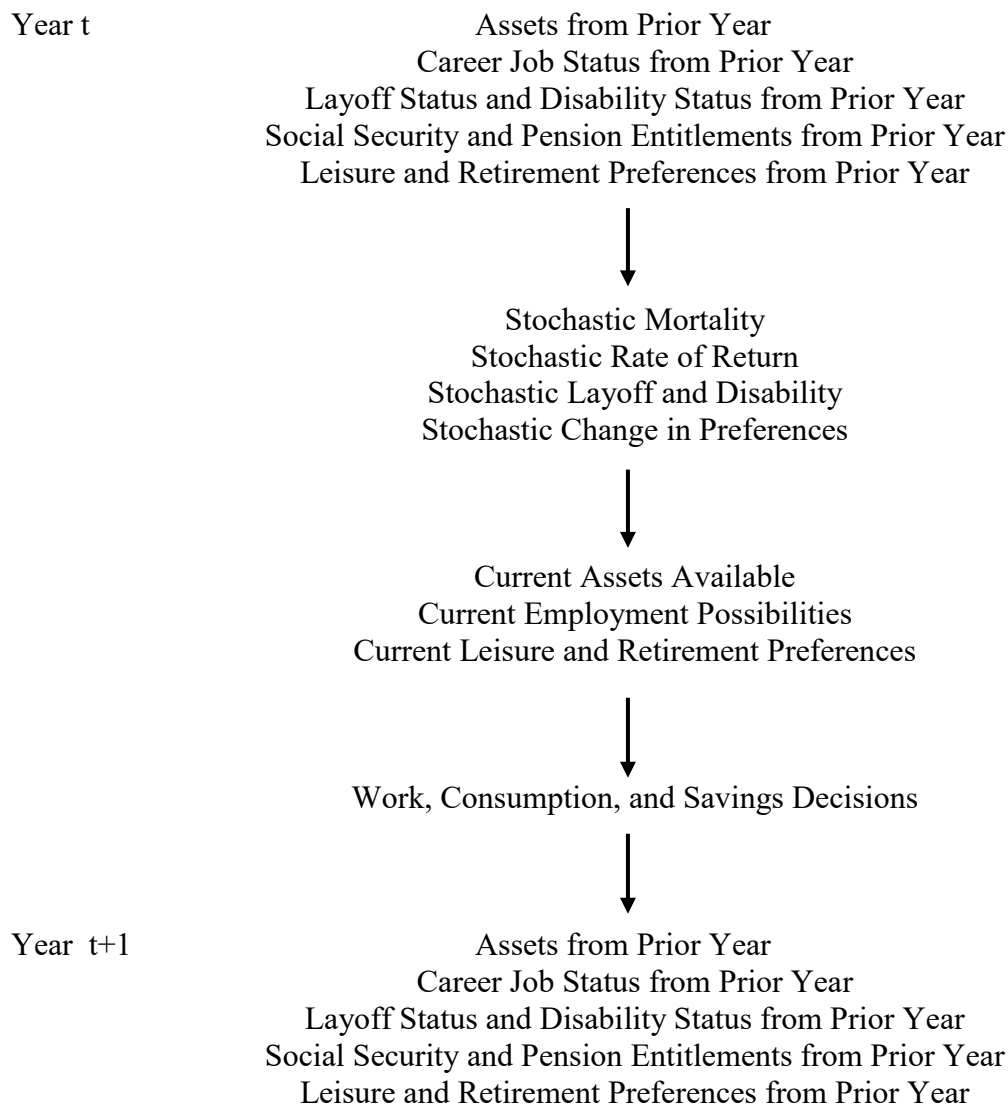 Year t Assets from Prior Year
Career Job Status from Prior Year
Layoff Status and Disability Status from Prior Year
Social Security and Pension Entitlements from Prior Year
Leisure and Retirement Preferences from Prior Year
Stochastic Mortality
Stochastic Rate of Return
Stochastic Layoff and Disability
Stochastic Change in Preferences
Current Assets Available
Current Employment Possibilities
Current Leisure and Retirement Preferences
Work, Consumption, and Savings Decisions
Year t+1 Assets from Prior Year
Career Job Status from Prior Year
Layoff Status and Disability Status from Prior Year
Social Security and Pension Entitlements from Prior Year
Leisure and Retirement Preferences from Prior Year